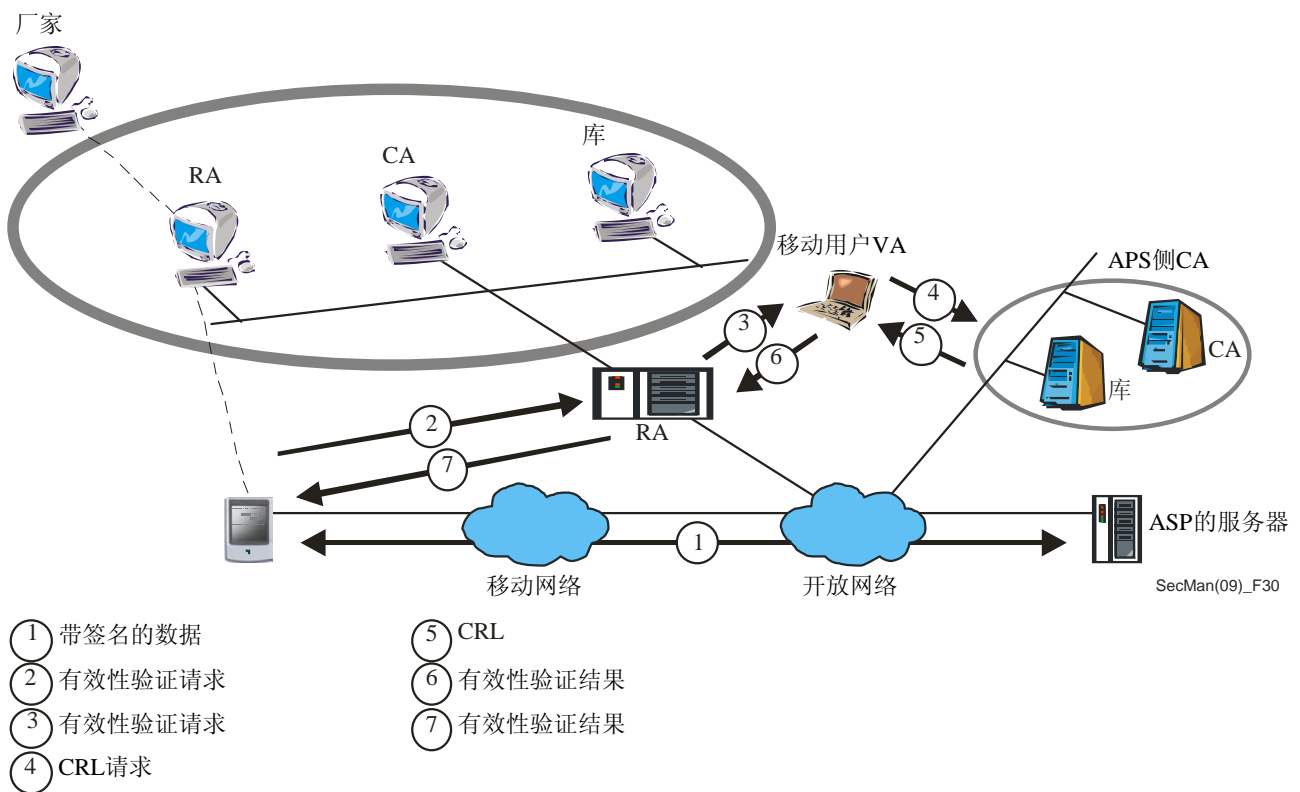 厂家
库
CA
RA
移动用户VA
APS侧CA
4
3
5
6
CA
库
2
RA
7
ASP的服务器
1
移动网络
开放网络
SecMan(09)_F30
1 带签名的数据
2 有效性验证请求
3 有效性验证请求
4 CRL请求
5 CRL
6 有效性验证结果
7 有效性验证结果